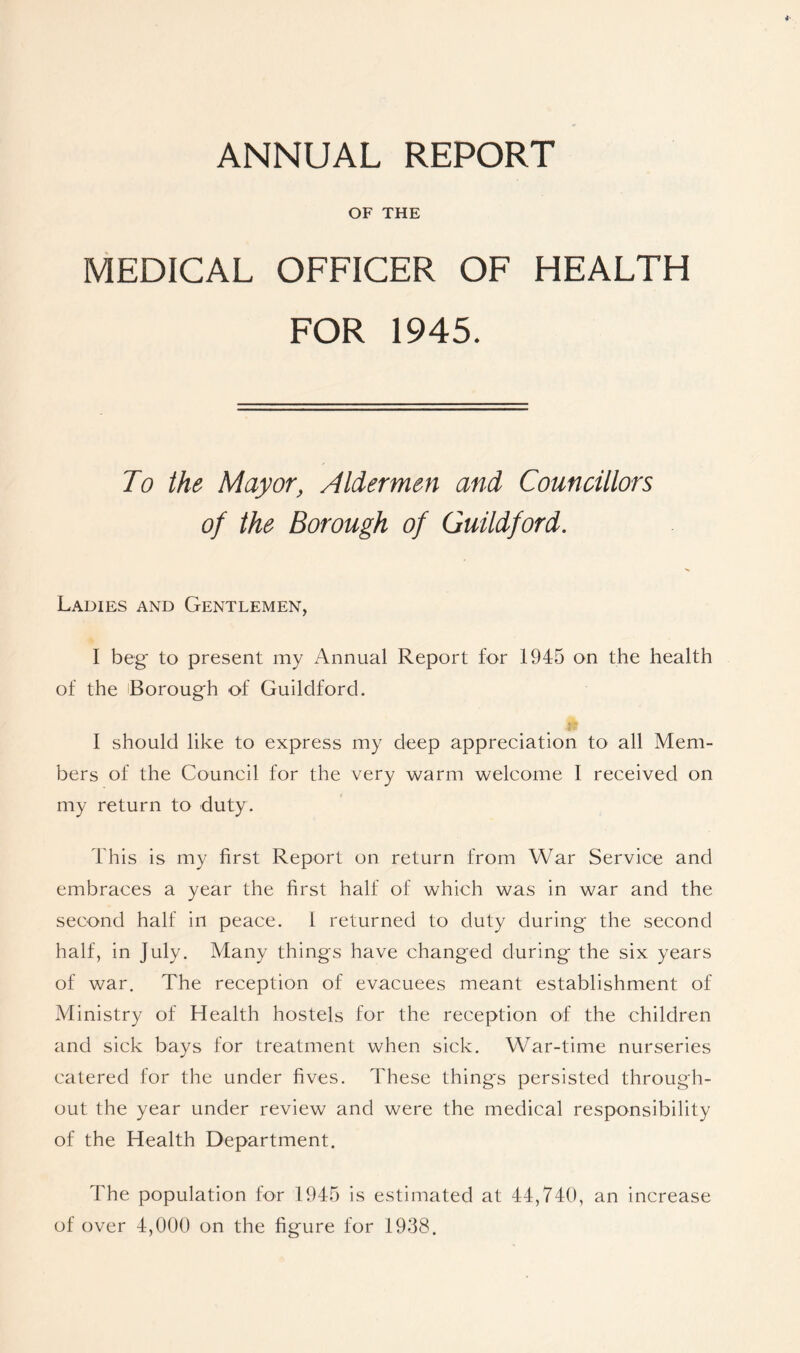 ANNUAL REPORT
OF THE
MEDICAL OFFICER OF HEALTH
FOR 1945.
To the Mayor, Aldermen and Councillors
of the Borough of Guildford.
LADIES AND GENTLEMEN,
I beg to present my Annual Report for 1945 on the health
of the Borough of Guildford.
I should like to express my deep appreciation to all Mem-
bers of the Council for the very warm welcome I received on
my return to duty.
This is my first Report on return from War Service and
embraces a year the first half of which was in war and the
second half in peace. I returned to duty during the second
half, in July. Many things have changed during the six years
of war. The reception of evacuees meant establishment of
Ministry of Health hostels for the reception of the children
and sick bays for treatment when sick. War-time nurseries
catered for the under fives. These things persisted through-
out the year under review and were the medical responsibility
of the Health Department.
The population for 1945 is estimated at 44,740, an increase
of over 4,000 on the figure for 1938.